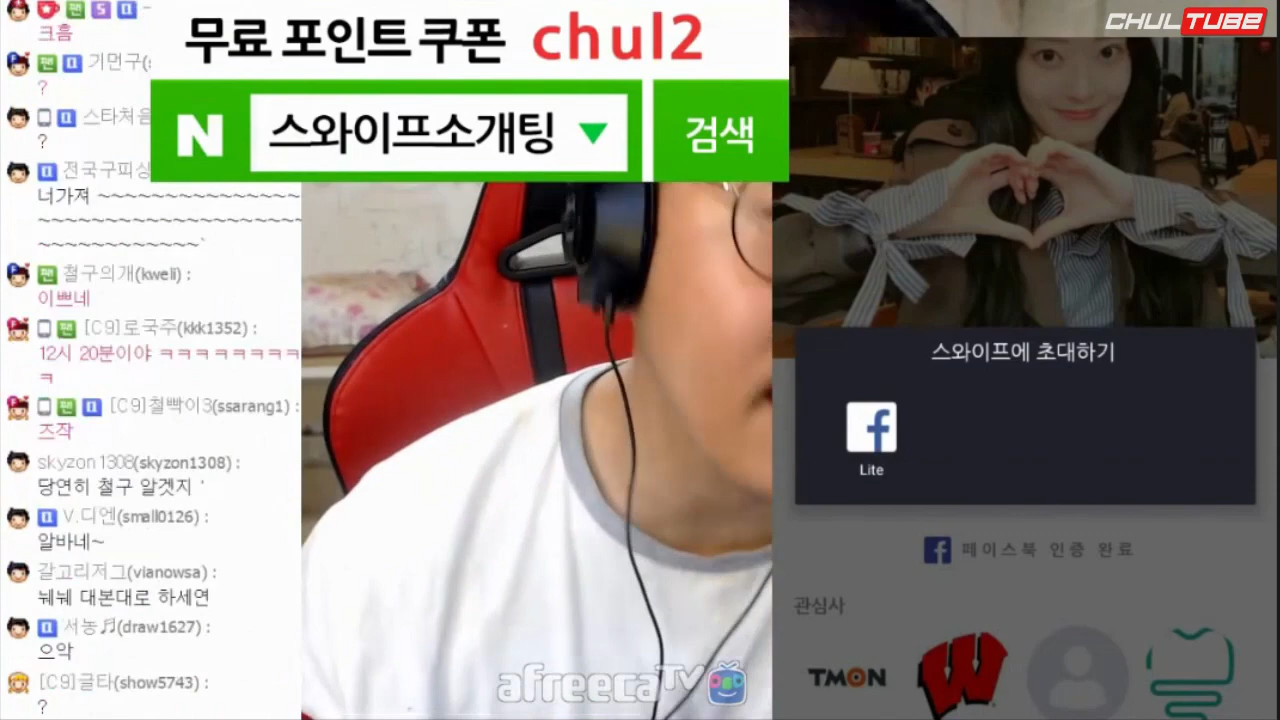 크흠
기먼구(
?
스타처음
?
전국구피싱
너가져 ~~~~~~~~~~~~~~~
~~~~~~~~~~~~~~~~~~~~
~~~~~~~~~~~~`
철구의개(kweli) :
이쁘네
[C9]로국주(kkk1352) :
12시 20분이야 ㅋㅋㅋㅋㅋㅋㅋㅋ
ㅋ
[C9]철빡이3(ssarang1) :
즈작
skyzon1308(skyzon1308) :
당연히 철구 알겟지 '
V.디엔(small0126) :
알바네~
갈고리저그(vianowsa) :
눼눼 대본대로 하세연
서농♬(draw1627) :
으악
[C9]글타(show5743) :
?
무료 포인트 쿠폰 chul2
N 스와이프소개팅 ▼ 검색
afreecaTV
CHULTUBE
스와이프에 초대하기
Lite
페이스북 인증 완료
관심사
TMON
W